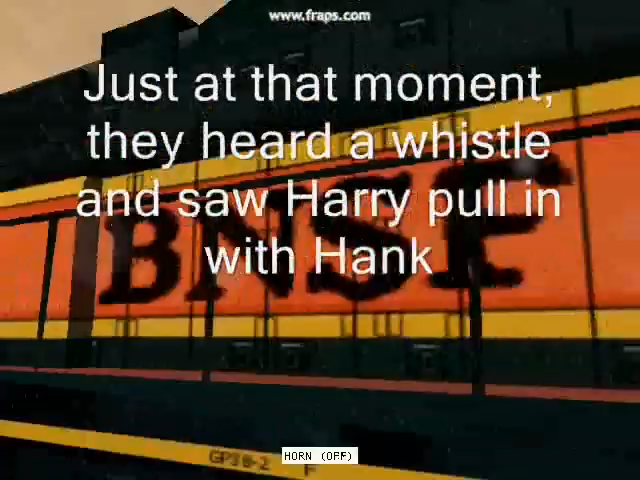 www.fraps.com
Just at that moment,
they heard a whistle
and saw Harry pull in
with Hank
BNSF
GP38-2
F
HORN (OFF)